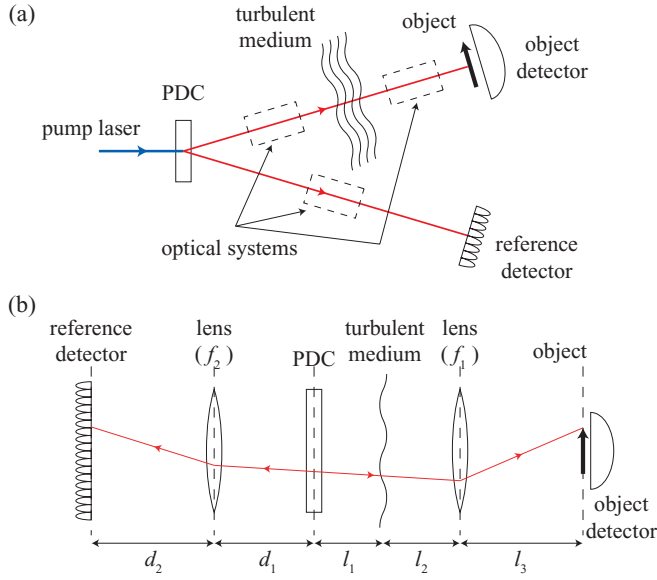 (a)
turbulent
medium
object
object
detector
PDC
pump laser
optical systems
reference
detector
(b)
reference
detector
lens
(f₂)
PDC
turbulent
medium
lens
(f₁)
object
object
detector
d₂
d₁
l₁
l₂
l₃